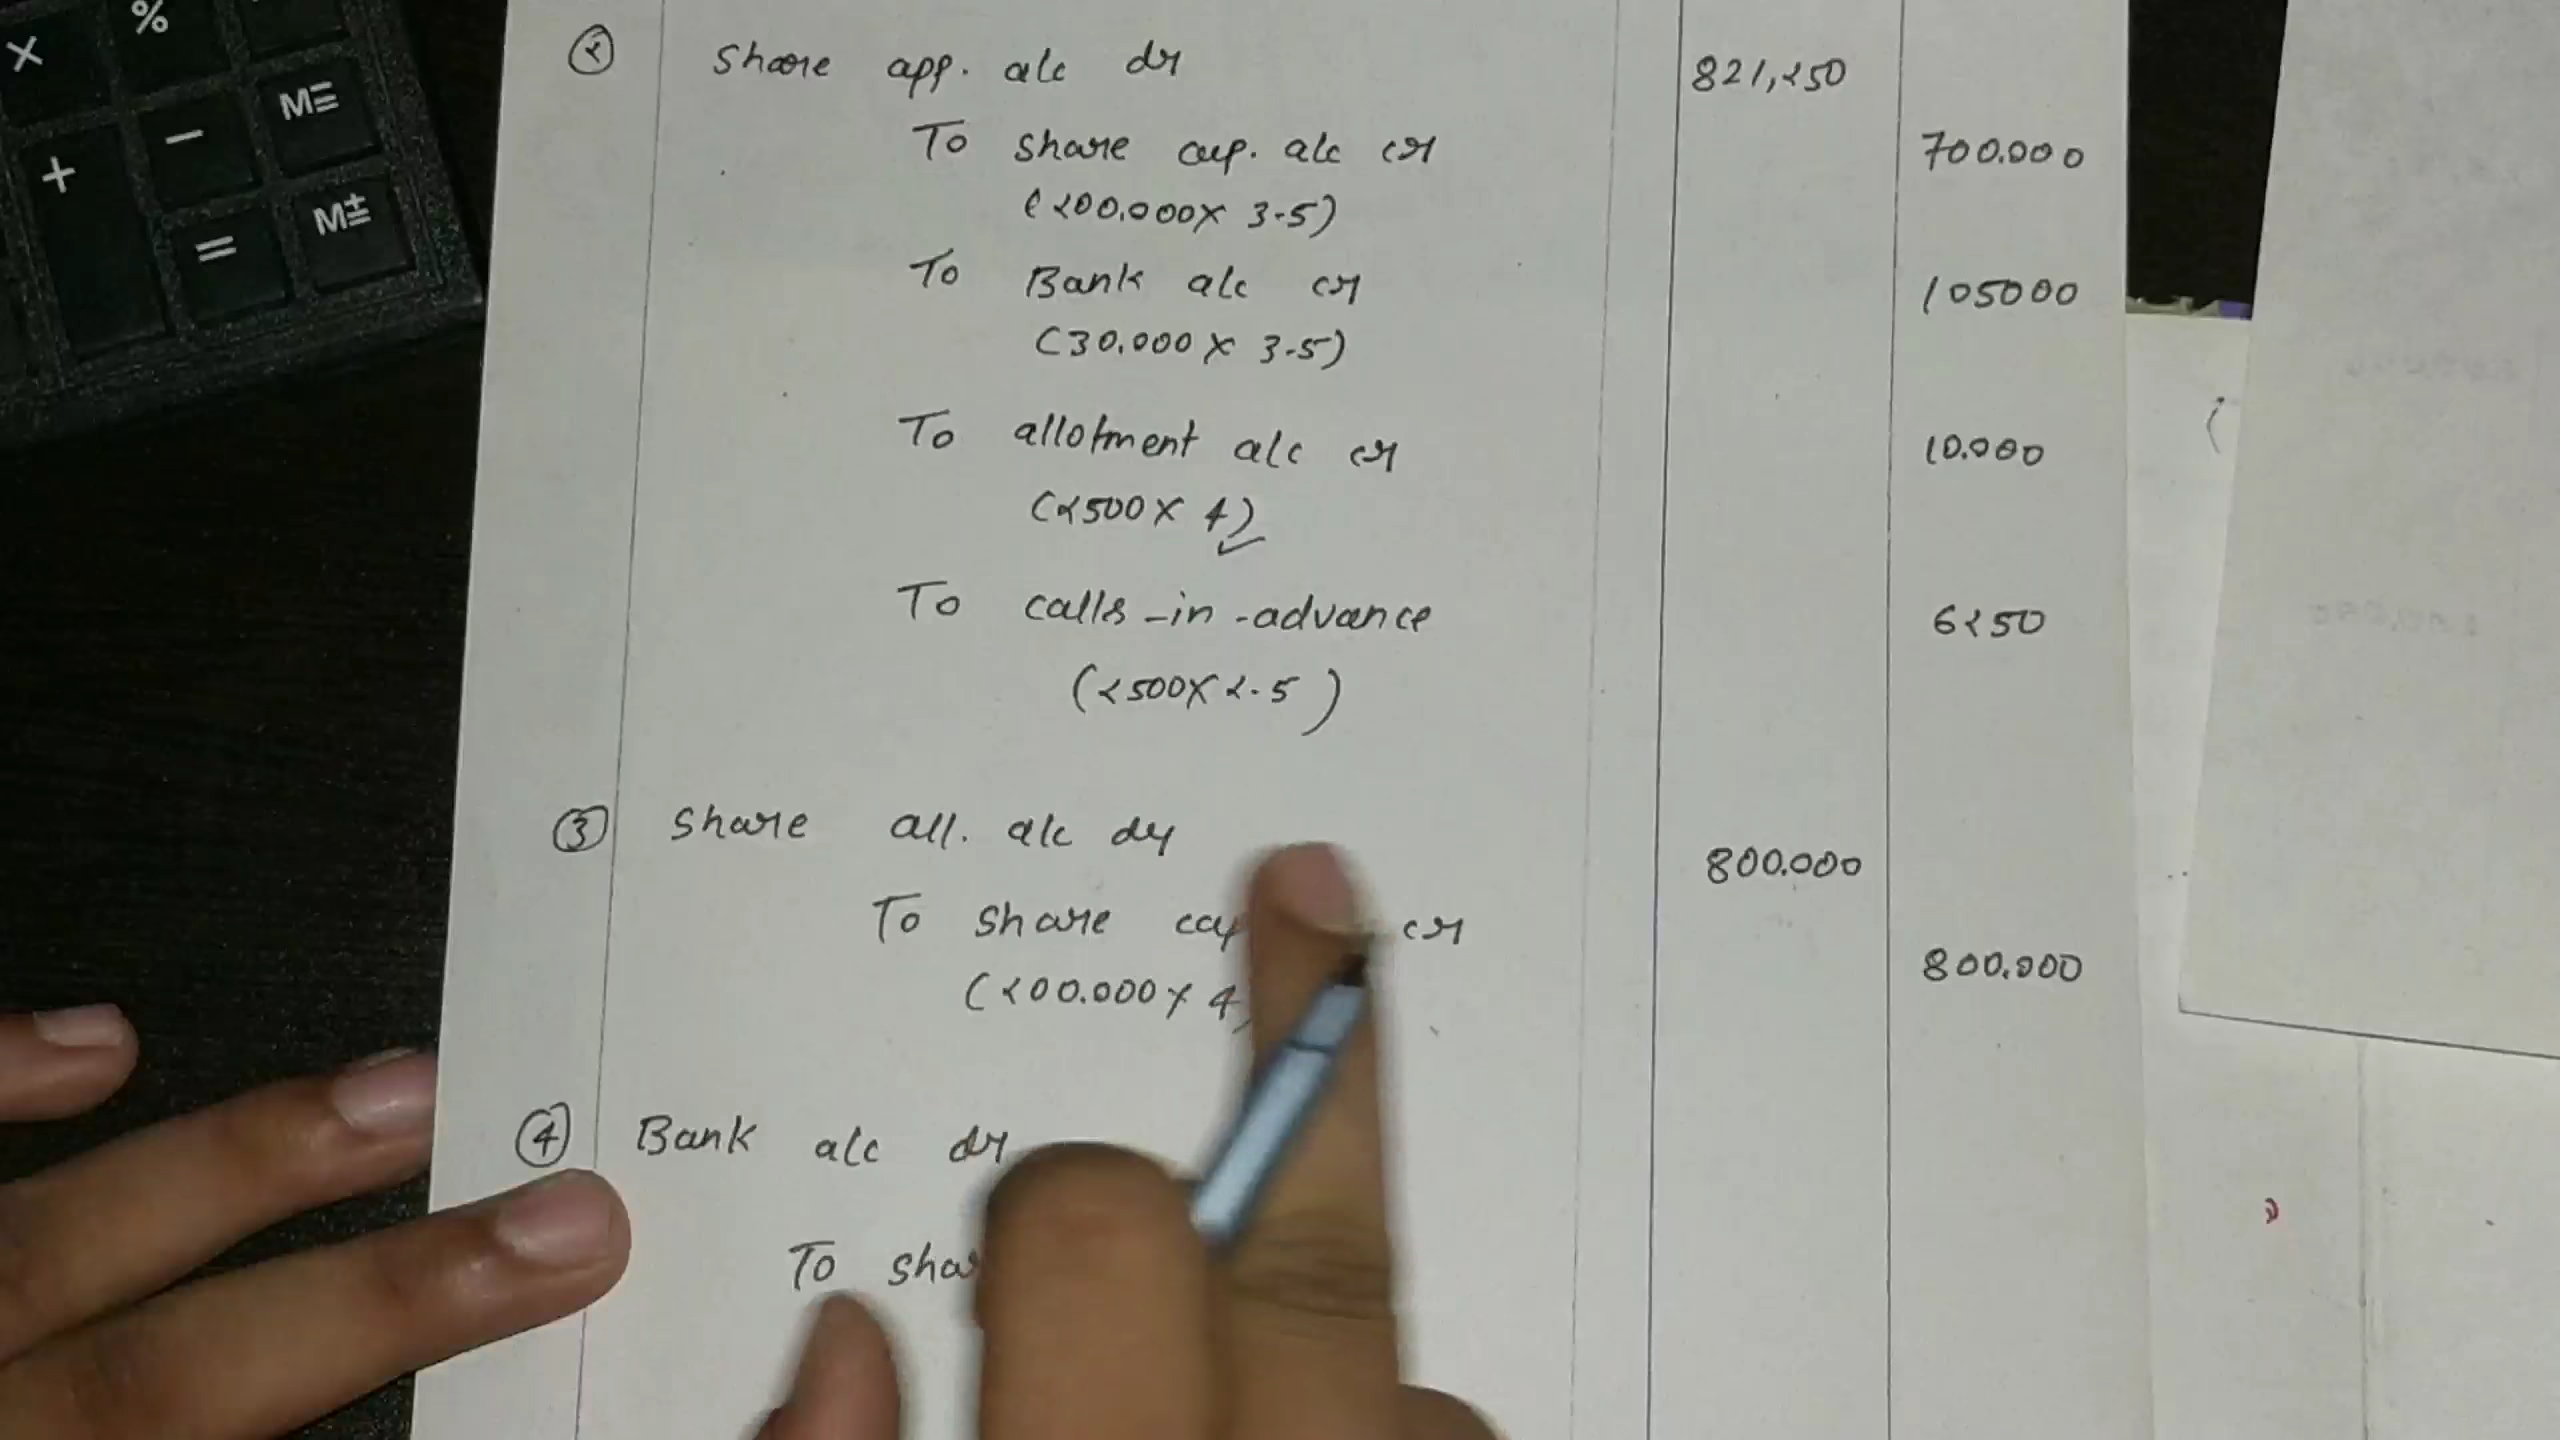 × %
+ − M=
= M±
② Share app. a/c dr 821,250
To share cap. a/c cr 700.000
(200.000 x 3.5)
To Bank a/c cr 105000
(30.000 x 3.5)
To allotment a/c cr 10.000
(2500 x 4)
To calls-in-advance 6250
(2500 x 2.5)
③ Share all. a/c dr 800.000
To share cap cr 800.000
(200.000 x 4)
④ Bank a/c dr
To